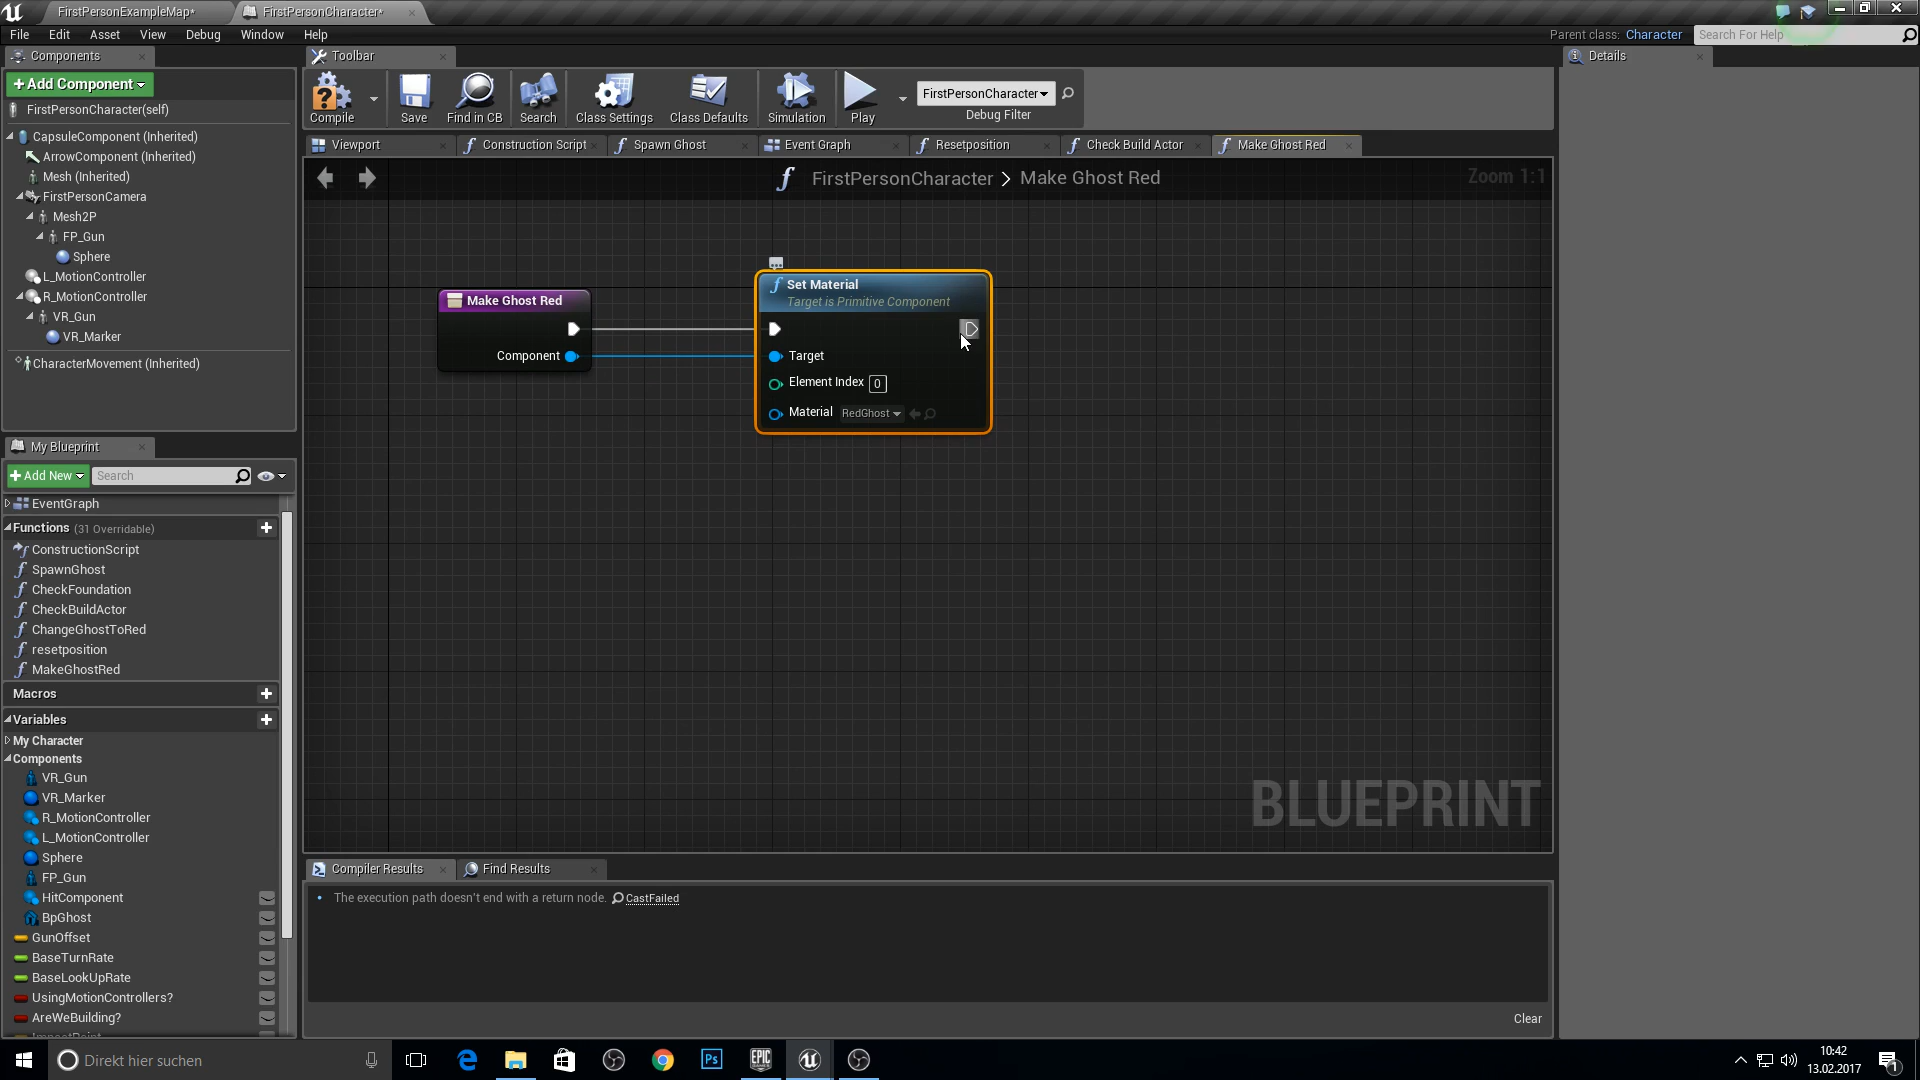 FirstPersonExampleMap*
FirstPersonCharacter*
File Edit Asset View Debug Window Help
Parent class: Character
Search For Help
Components
Toolbar
Details
+Add Component
FirstPersonCharacter(self)
CapsuleComponent (Inherited)
ArrowComponent (Inherited)
Mesh (Inherited)
FirstPersonCamera
Mesh2P
FP_Gun
Sphere
L_MotionController
R_MotionController
VR_Gun
VR_Marker
CharacterMovement (Inherited)
Compile
Save
Find in CB
Search
Class Settings
Class Defaults
Simulation
Play
FirstPersonCharacter
Debug Filter
Viewport
Construction Script
Spawn Ghost
Event Graph
Resetposition
Check Build Actor
Make Ghost Red
FirstPersonCharacter > Make Ghost Red
Zoom 1:1
Make Ghost Red
Component
Set Material
Target is Primitive Component
Target
Element Index 0
Material RedGhost
BLUEPRINT
My Blueprint
+Add New
Search
EventGraph
Functions (31 Overridable)
ConstructionScript
SpawnGhost
CheckFoundation
CheckBuildActor
ChangeGhostToRed
resetposition
MakeGhostRed
Macros
Variables
My Character
Components
VR_Gun
VR_Marker
R_MotionController
L_MotionController
Sphere
FP_Gun
HitComponent
BpGhost
GunOffset
BaseTurnRate
BaseLookUpRate
UsingMotionControllers?
AreWeBuilding?
Compiler Results
Find Results
The execution path doesn't end with a return node. CastFailed
Clear
Direkt hier suchen
Ps
EPIC GAMES
10:42
13.02.2017
1